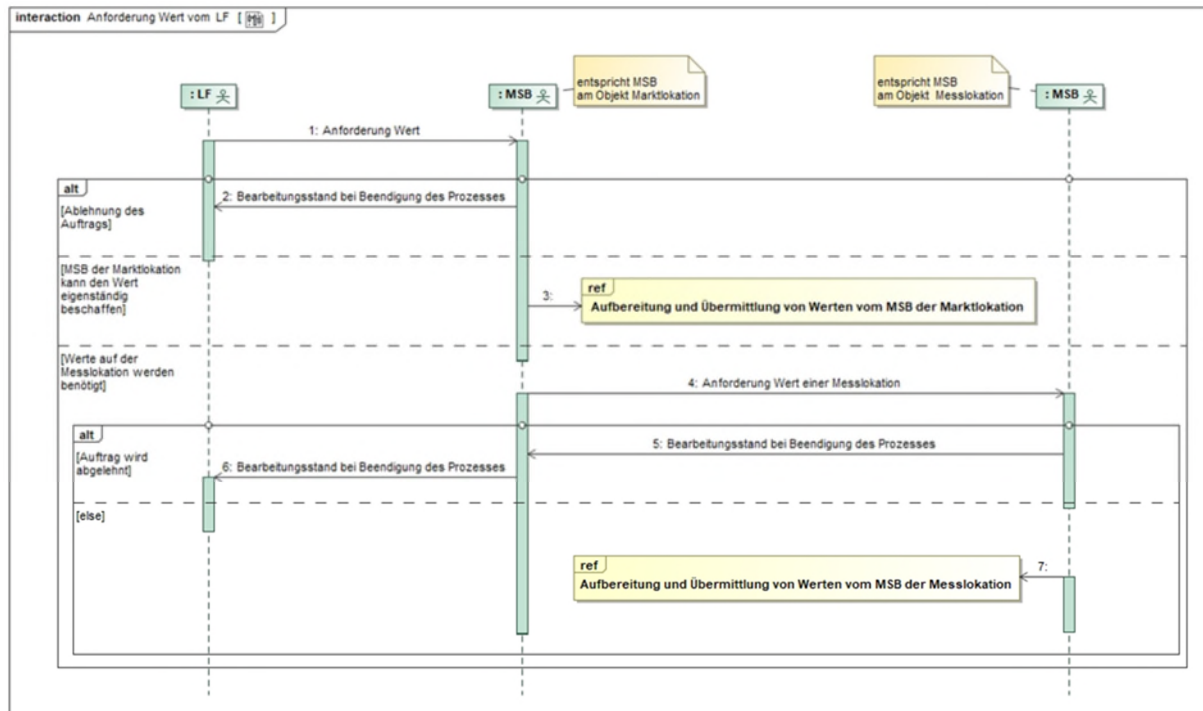 interaction Anforderung Wert vom LF [ ]
entspricht MSB
am Objekt Marktlokation
entspricht MSB
am Objekt Messlokation
: LF
: MSB
: MSB
1: Anforderung Wert
alt
2: Bearbeitungsstand bei Beendigung des Prozesses
[Ablehnung des
Auftrags]
[MSB der Marktlokation
kann den Wert
eigenständig
beschaffen]
3:
ref
Aufbereitung und Übermittlung von Werten vom MSB der Marktlokation
[Werte auf der
Messlokation werden
benötigt]
4: Anforderung Wert einer Messlokation
alt
5: Bearbeitungsstand bei Beendigung des Prozesses
[Auftrag wird
abgelehnt]
6: Bearbeitungsstand bei Beendigung des Prozesses
[else]
ref
7:
Aufbereitung und Übermittlung von Werten vom MSB der Messlokation